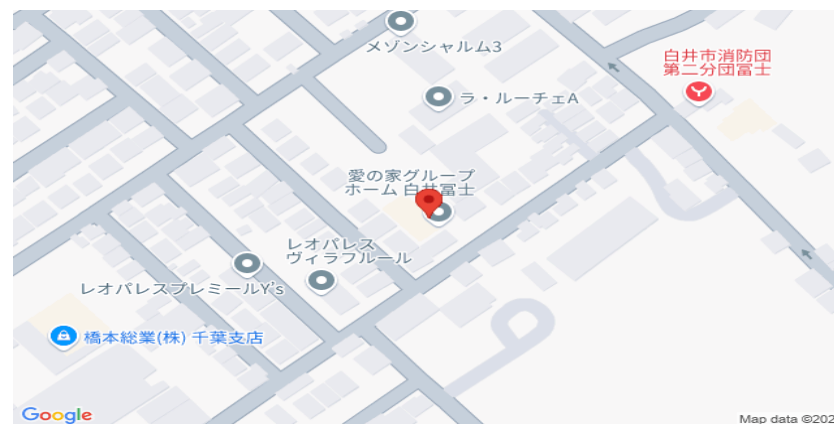 メゾンシャルム3
白井市消防団
第二分団冨士
ラ・ルーチェA
愛の家グループ
ホーム 白井冨士
レオパレス
ヴィラフルール
レオパレスプレミールY's
橋本総業(株) 千葉支店
Google
Map data ©202